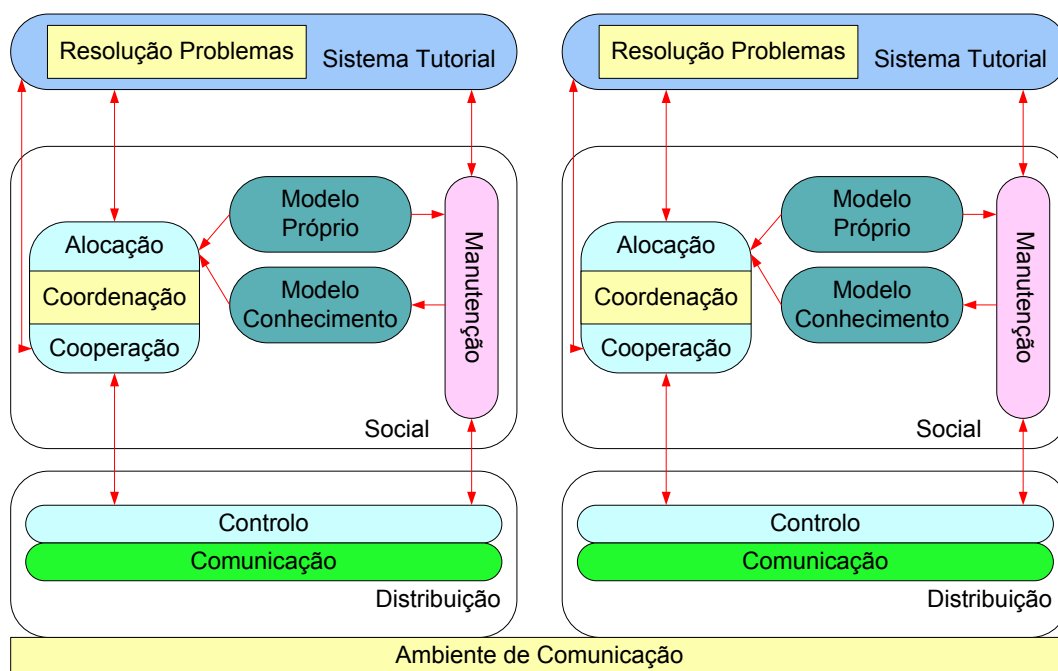 Resolução Problemas
Sistema Tutorial
Modelo
Próprio
Alocação
Coordenação
Cooperação
Modelo
Conhecimento
Manutenção
Social
Controlo
Comunicação
Distribuição
Resolução Problemas
Sistema Tutorial
Modelo
Próprio
Alocação
Coordenação
Cooperação
Modelo
Conhecimento
Manutenção
Social
Controlo
Comunicação
Distribuição
Ambiente de Comunicação